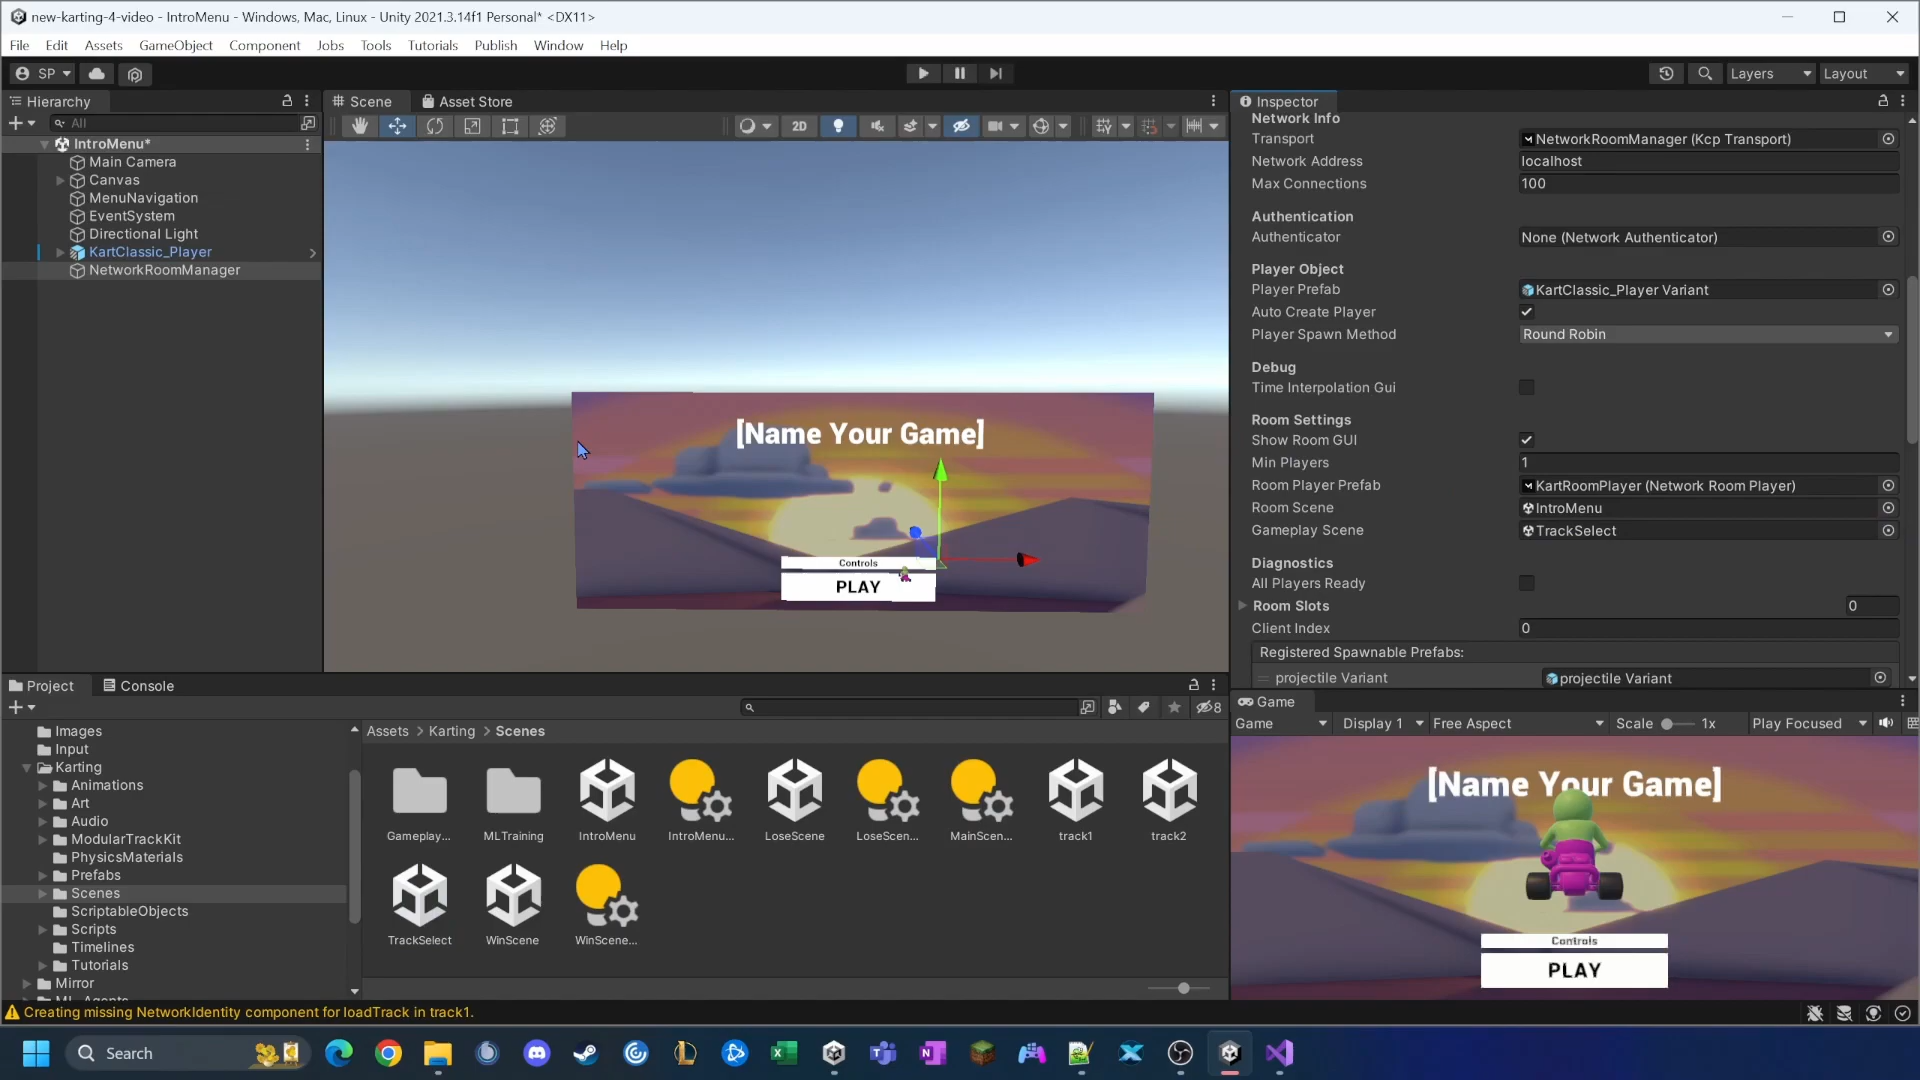 new-karting-4-video - IntroMenu - Windows, Mac, Linux - Unity 2021.3.14f1 Personal* <DX11>
File Edit Assets GameObject Component Jobs Tools Tutorials Publish Window Help
SP Layers Layout
Hierarchy
All
IntroMenu*
Main Camera
Canvas
MenuNavigation
EventSystem
Directional Light
KartClassic_Player
NetworkRoomManager
Scene Asset Store
2D
[Name Your Game]
Controls
PLAY
Inspector
Network Info
Transport NetworkRoomManager (Kcp Transport)
Network Address localhost
Max Connections 100
Authentication
Authenticator None (Network Authenticator)
Player Object
Player Prefab KartClassic_Player Variant
Auto Create Player
Player Spawn Method Round Robin
Debug
Time Interpolation Gui
Room Settings
Show Room GUI
Min Players 1
Room Player Prefab KartRoomPlayer (Network Room Player)
Room Scene IntroMenu
Gameplay Scene TrackSelect
Diagnostics
All Players Ready
Room Slots 0
Client Index 0
Registered Spawnable Prefabs:
projectile Variant projectile Variant
Project Console
8
Images
Input
Karting
Animations
Art
Audio
ModularTrackKit
PhysicsMaterials
Prefabs
Scenes
ScriptableObjects
Scripts
Timelines
Tutorials
Mirror
Assets > Karting > Scenes
Gameplay... MLTraining IntroMenu IntroMenu... LoseScene LoseScen... MainScen... track1 track2
TrackSelect WinScene WinScene...
Game
Game Display 1 Free Aspect Scale 1x Play Focused
[Name Your Game]
Controls
PLAY
Creating missing NetworkIdentity component for loadTrack in track1.
Search